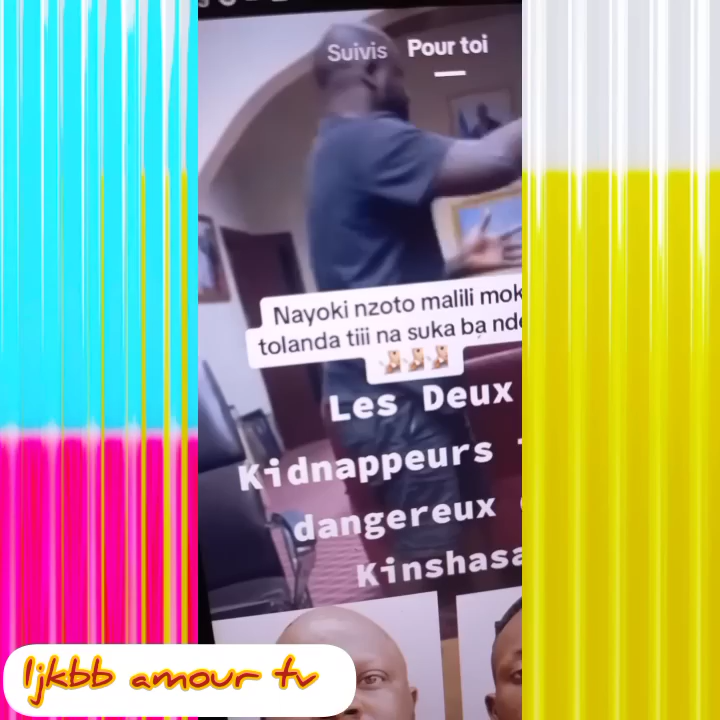 Suivis Pour toi
Nayoki nzoto malili mok
tolanda tiii na suka ba nd
Les Deux
Kidnappeurs
dangereux
Kinshasa
ljkbb amour tv